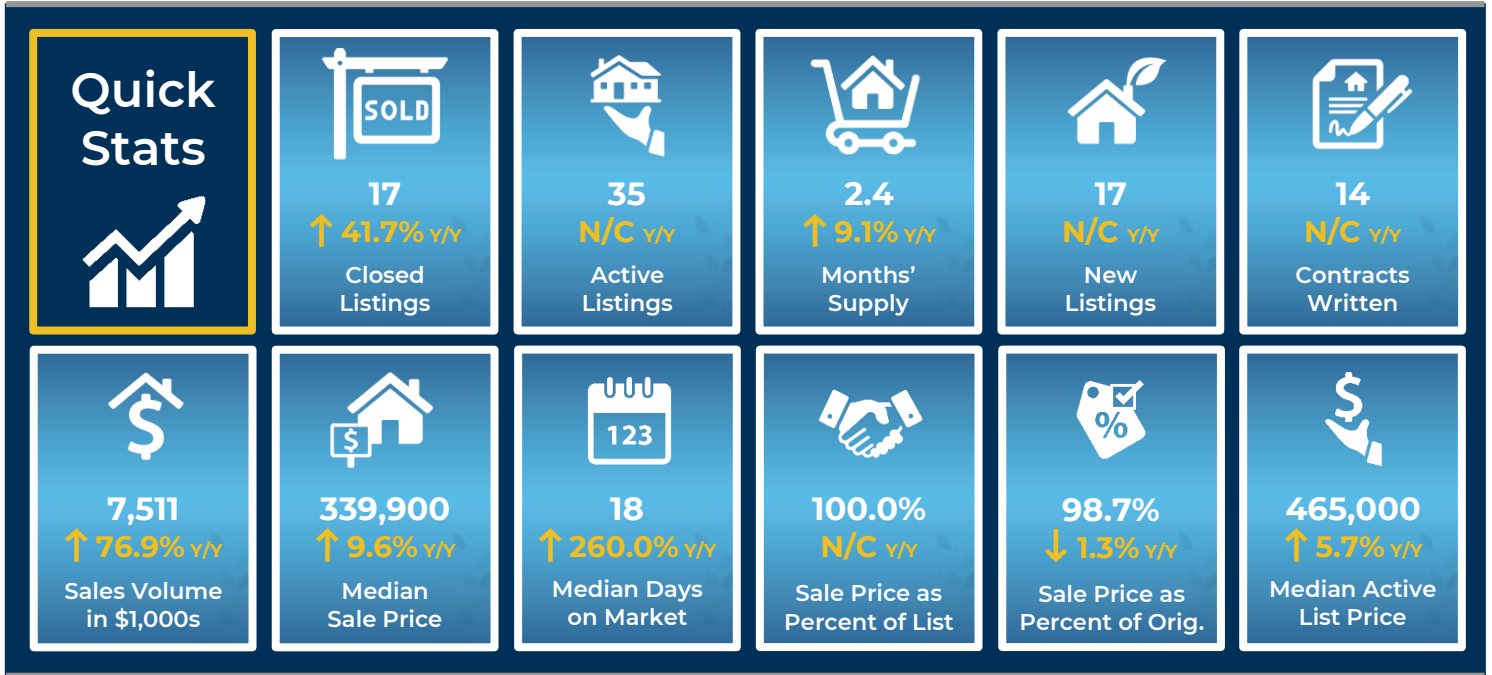 Quick
Stats
SOLD
17
↑ 41.7% Y/Y
Closed
Listings
35
N/C Y/Y
Active
Listings
2.4
↑ 9.1% Y/Y
Months’
Supply
17
N/C Y/Y
New
Listings
14
N/C Y/Y
Contracts
Written
$
7,511
↑ 76.9% Y/Y
Sales Volume
in $1,000s
$
339,900
↑ 9.6% Y/Y
Median
Sale Price
123
18
↑ 260.0% Y/Y
Median Days
on Market
100.0%
N/C Y/Y
Sale Price as
Percent of List
%
98.7%
↓ 1.3% Y/Y
Sale Price as
Percent of Orig.
$
465,000
↑ 5.7% Y/Y
Median Active
List Price